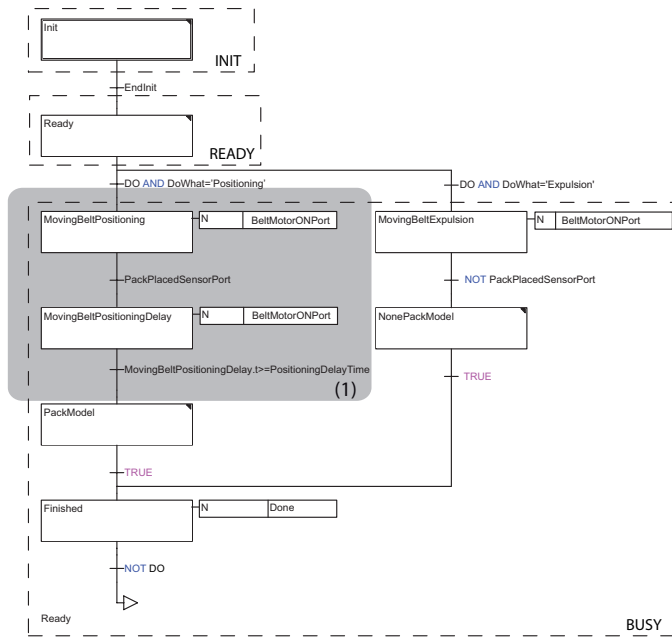 Init
INIT
EndInit
Ready
READY
DO AND DoWhat='Positioning'
DO AND DoWhat='Expulsion'
MovingBeltPositioning
N BeltMotorONPort
MovingBeltExpulsion
N BeltMotorONPort
PackPlacedSensorPort
NOT PackPlacedSensorPort
MovingBeltPositioningDelay
N BeltMotorONPort
NonePackModel
MovingBeltPositioningDelay.t>=PositioningDelayTime
TRUE
(1)
PackModel
TRUE
Finished
N Done
NOT DO
Ready
BUSY